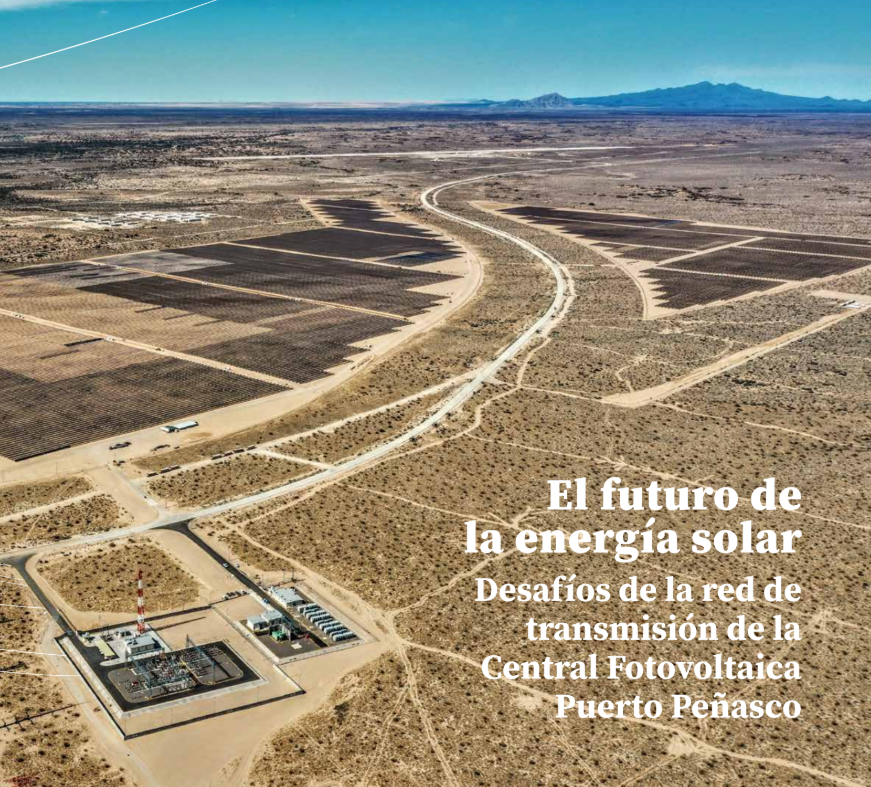 El futuro de
la energía solar
Desafíos de la red de
transmisión de la
Central Fotovoltaica
Puerto Peñasco